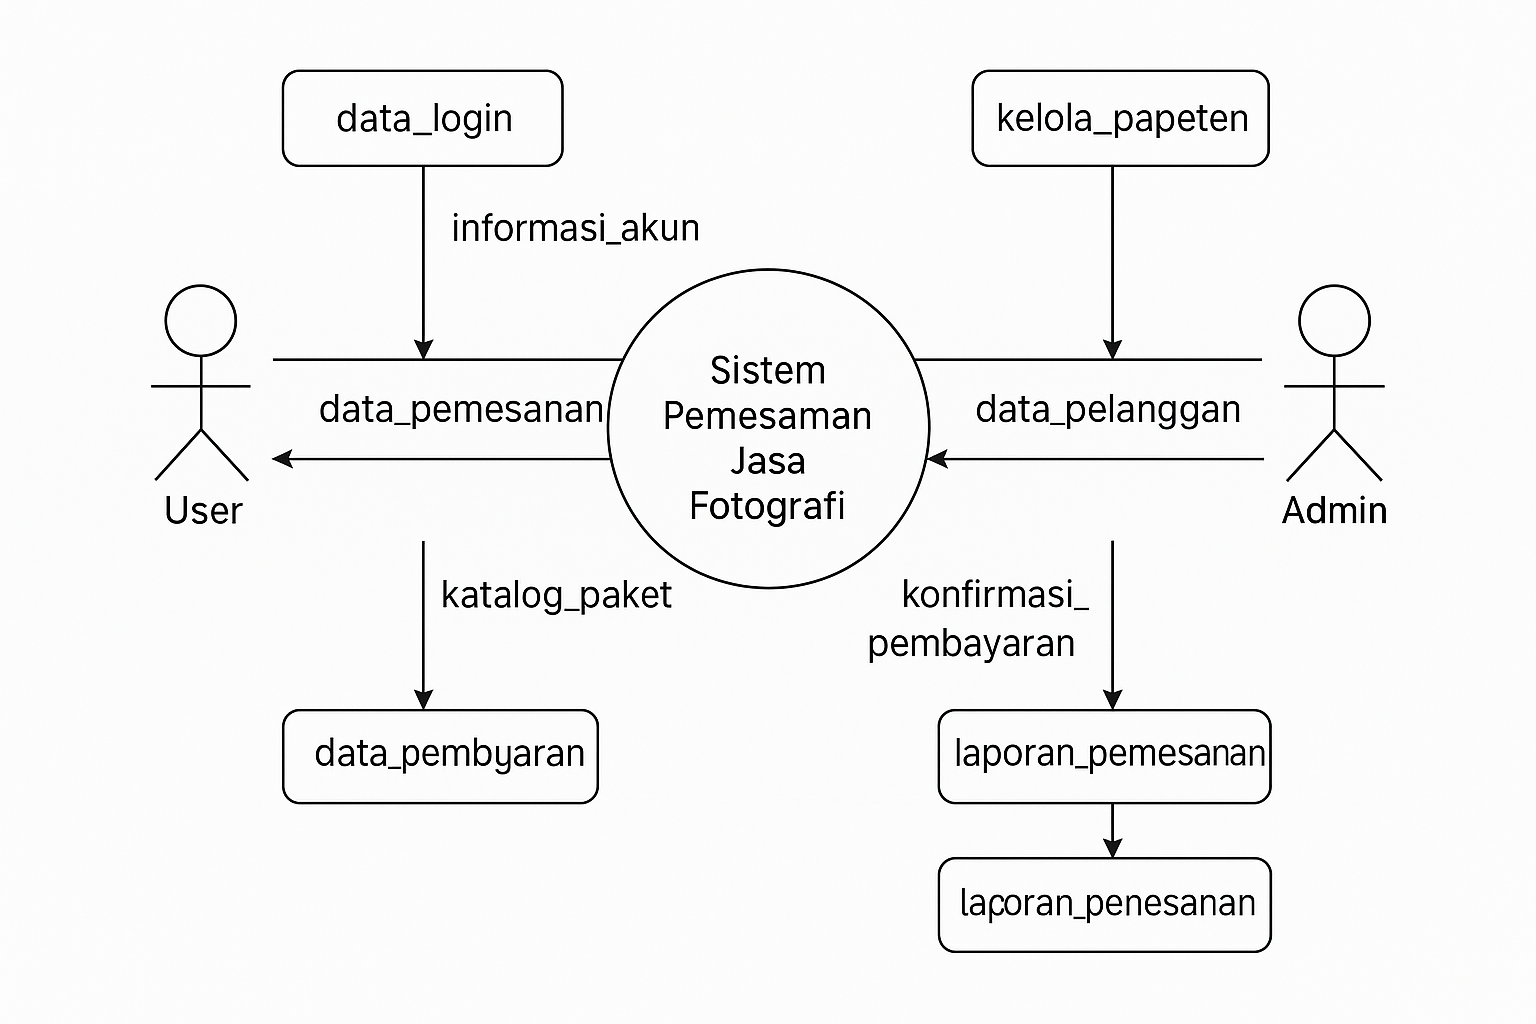 data_login
kelola_papeten
informasi_akun
Sistem
Pemesaman
Jasa
Fotografi
data_pemesanan
data_pelanggan
User
Admin
katalog_paket
konfirmasi_
pembayaran
data_pembyaran
laporan_pemesanan
laporan_penesanan